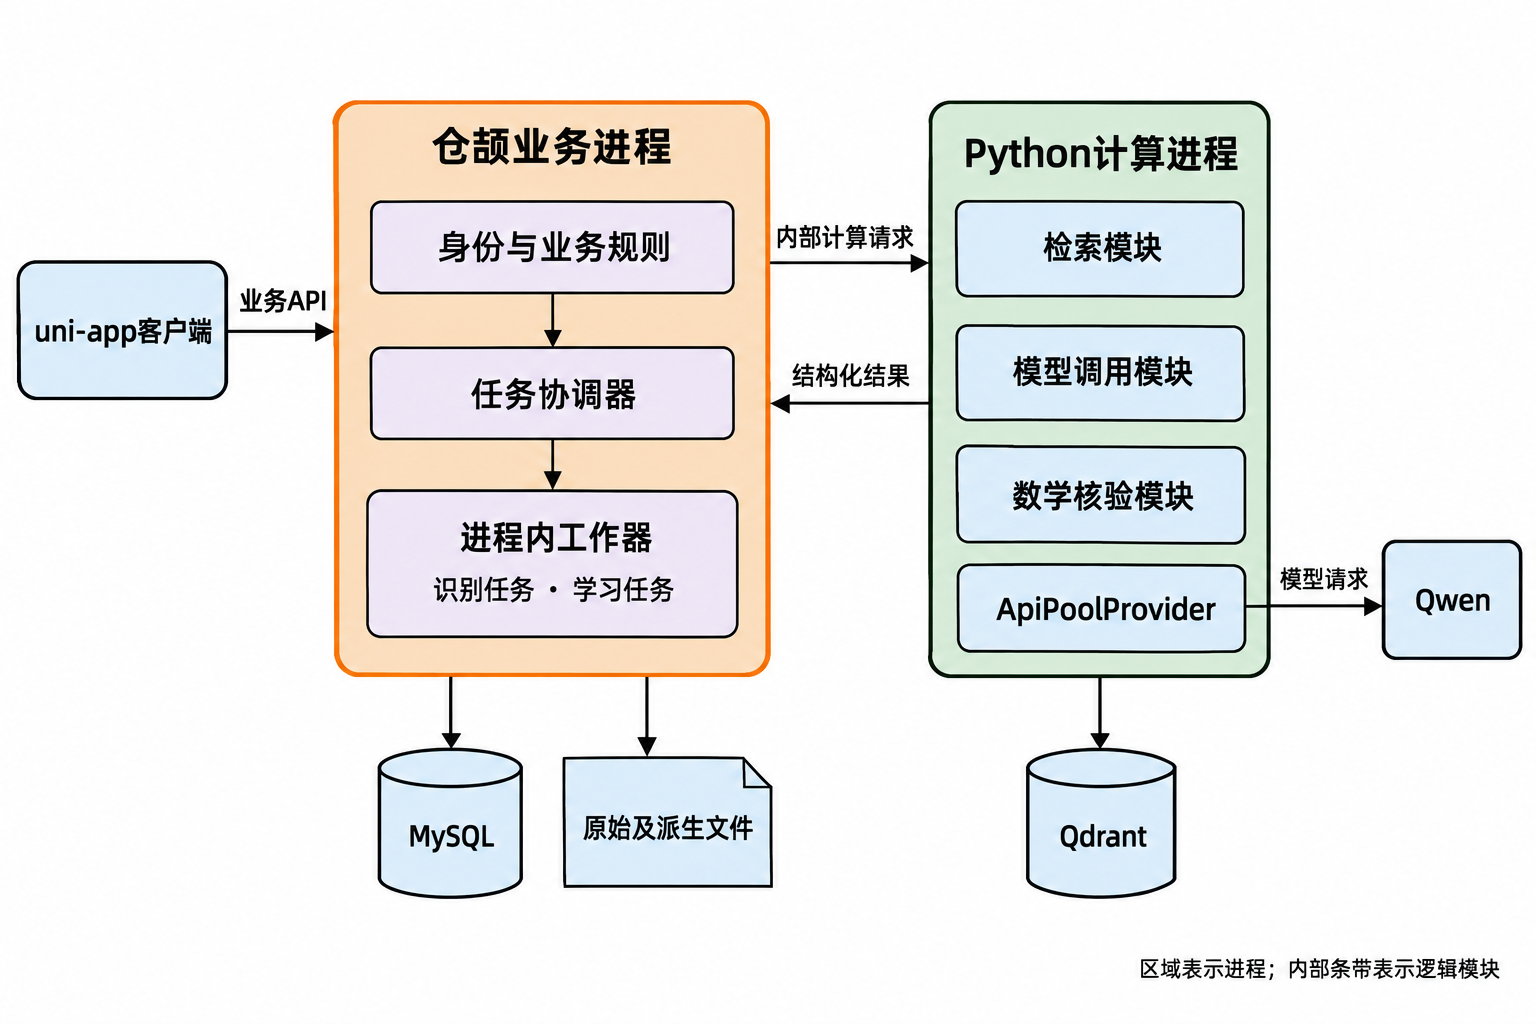 uni-app客户端
业务API
仓颉业务进程
身份与业务规则
任务协调器
进程内工作器
识别任务 · 学习任务
内部计算请求
结构化结果
Python计算进程
检索模块
模型调用模块
数学核验模块
ApiPoolProvider
模型请求
Qwen
MySQL
原始及派生文件
Qdrant
区域表示进程；内部条带表示逻辑模块